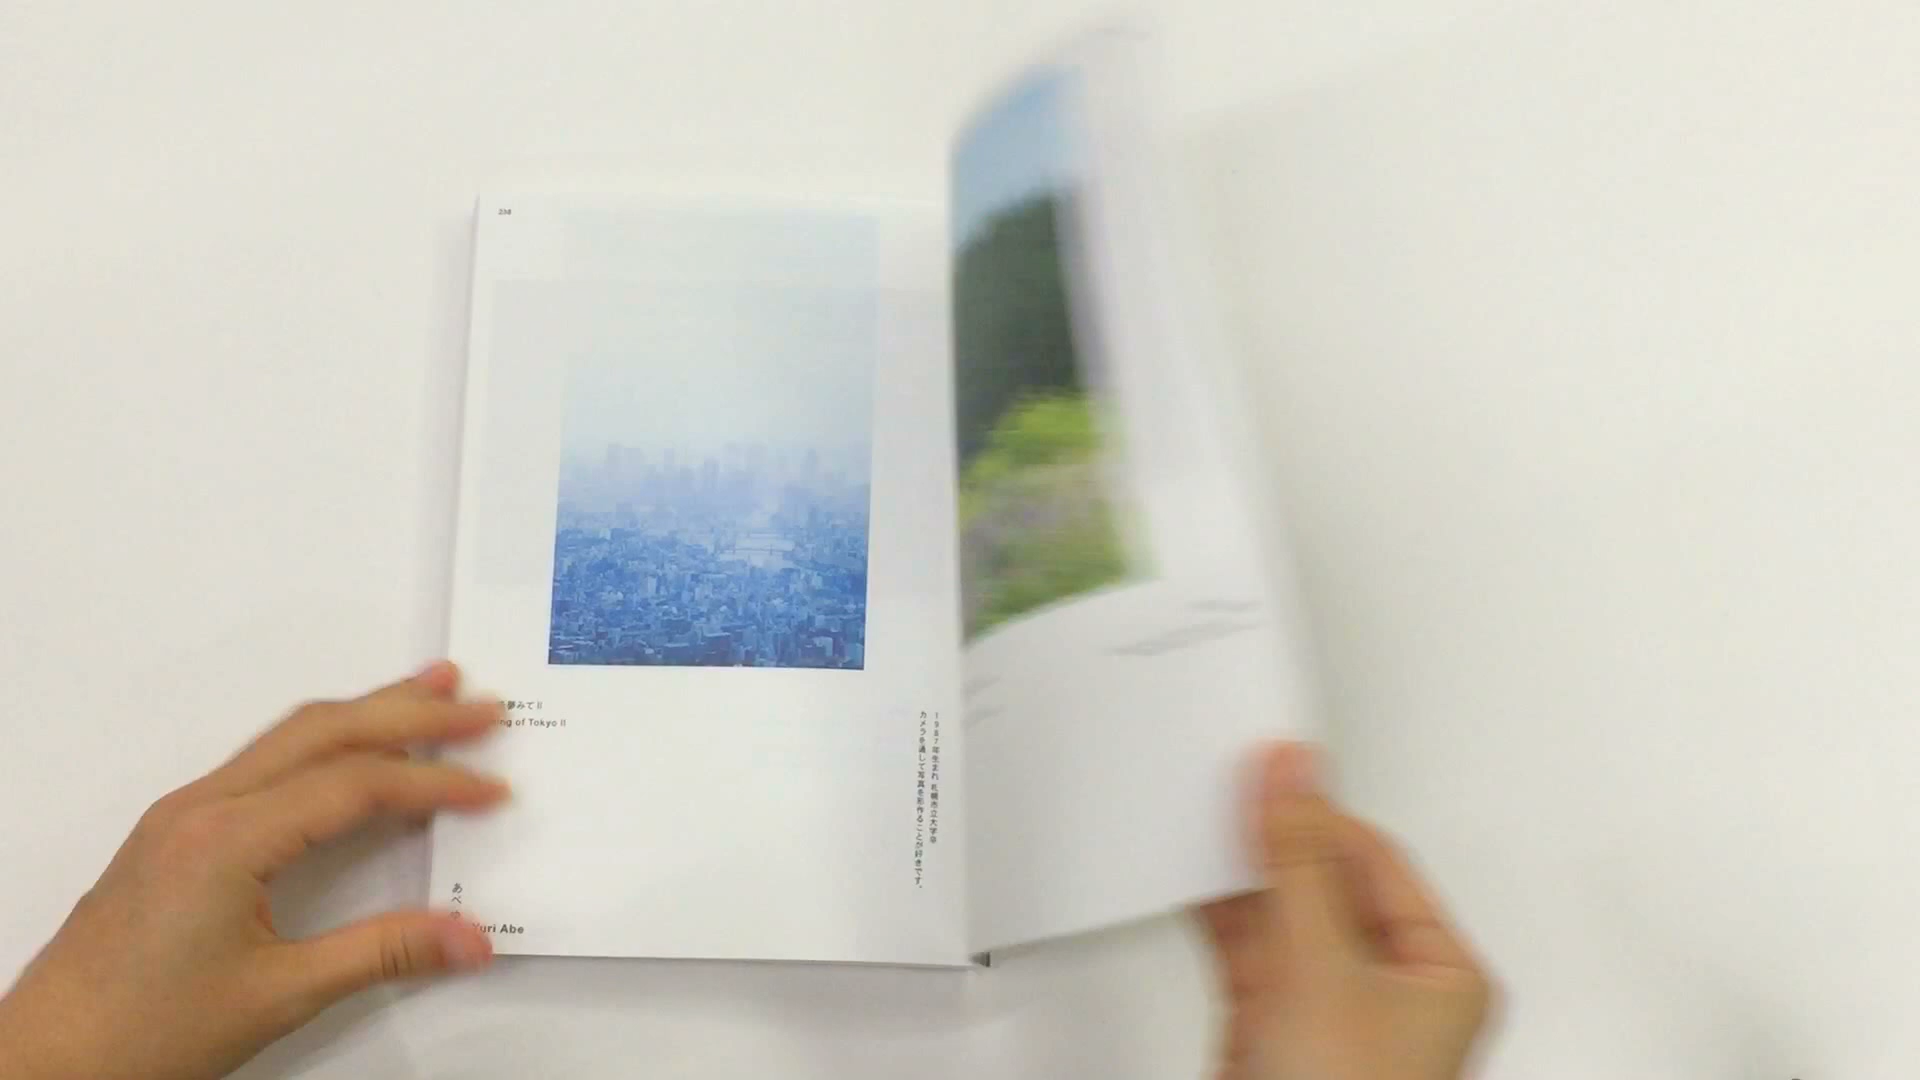 夢みてII
ing of Tokyo II
1987年生まれ 札幌市立大学卒
カメラを通して写真を形作ることが好きです。
あべ ゆ
Yuri Abe